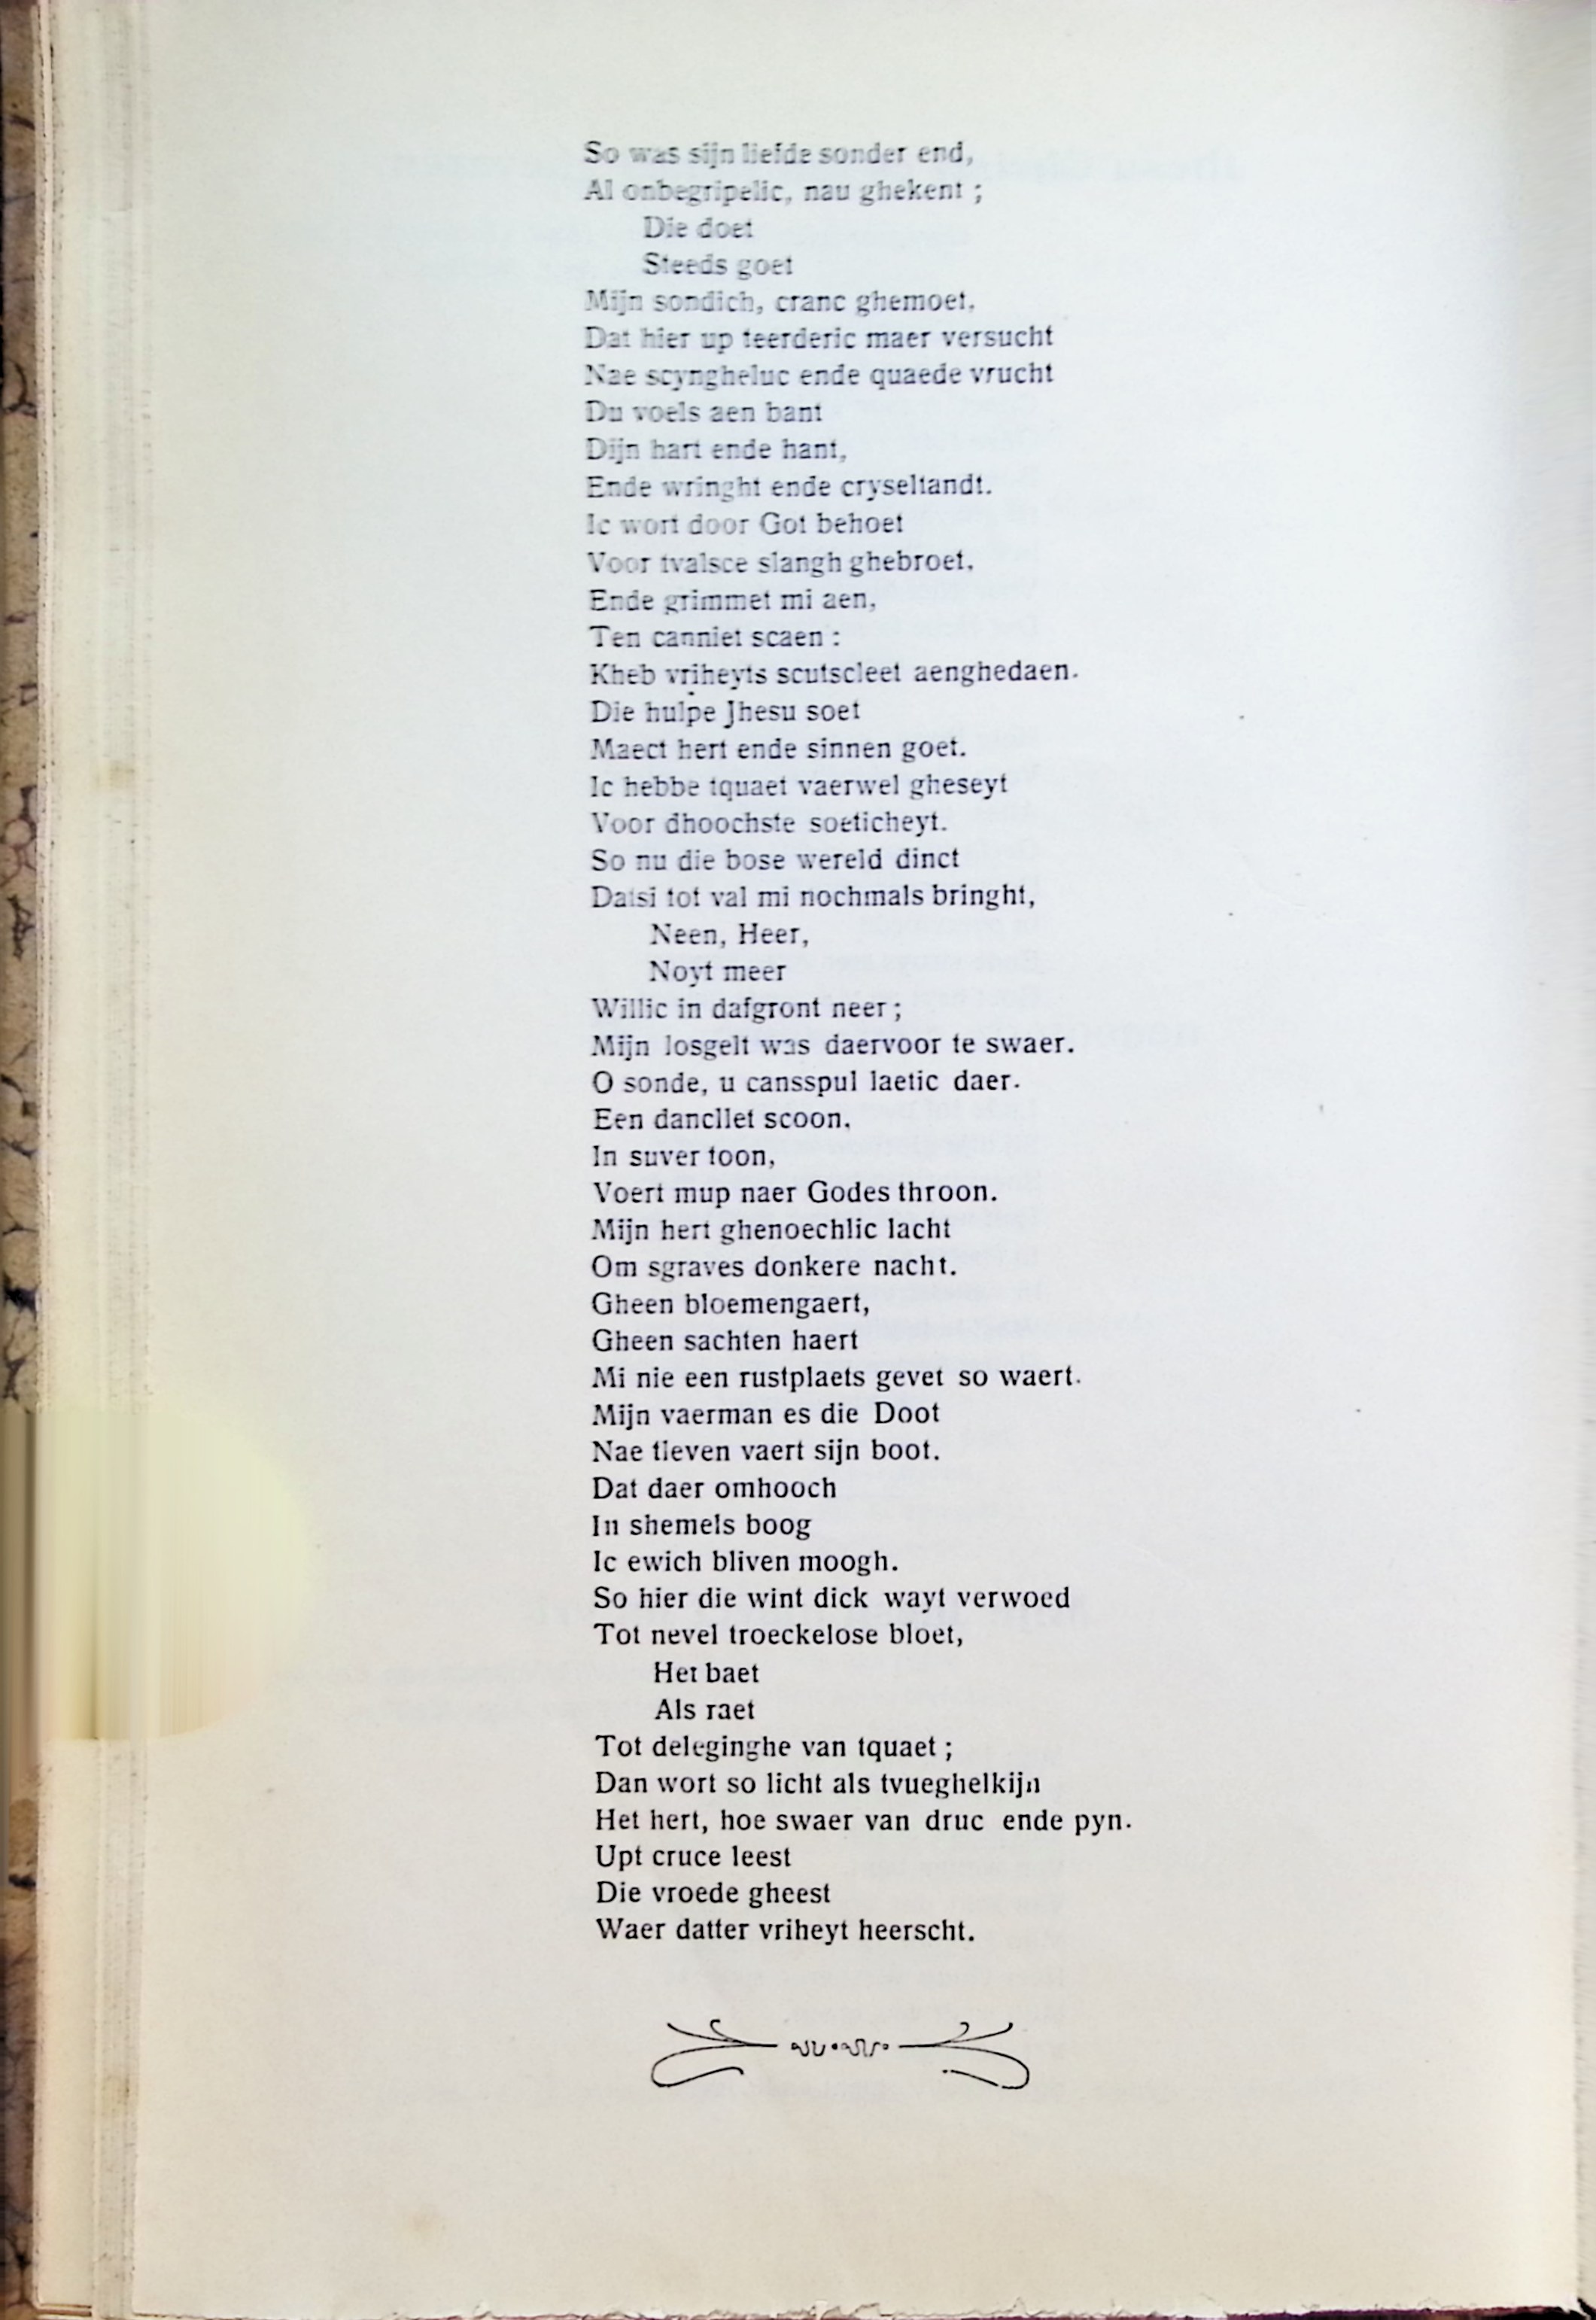 So was sijn liefde sonder end,
Al onbegripelic, nau ghekent ;
Die doet
Steeds goet
Mijn sondich, cranc ghemoet.
Dat hier up teerderic maer versucht
Nae scyngheluc ende quaede vrucht
Du voels aen bant
Dijn hart ende hant,
Ende wringht ende cryseltandt.
Ic wort door Got behoet
Voor tvalsce slangh ghebroet.
Ende grimmet mi aen,
Ten canniet scaen :
Kheb vriheyts scutscleet aenghedaen.
Die hulpe Jhesu soet
Maect hert ende sinnen goet.
Ic hebbe tquaet vaerwel gheseyt
Voor dhoochste soeticheyt.
So nu die bose wereld dinct
Datsi tot val mi nochmals bringht,
Neen, Heer,
Noyt meer
Willic in dafgront neer ;
Mijn losgelt was daervoor te swaer.
O sonde, u cansspul laetic daer.
Een dancllet scoon,
In suver toon,
Voert mup naer Godes throon.
Mijn hert ghenoechlic lacht
Om sgraves donkere nacht.
Gheen bloemengaert,
Gheen sachten haert
Mi nie een rustplaets gevet so waert.
Mijn vaerman es die Doot
Nae tleven vaert sijn boot.
Dat daer omhooch
In shemels boog
Ic ewich bliven moogh.
So hier die wint dick wayt verwoed
Tot nevel troeckelose bloet,
Het baet
Als raet
Tot deleginghe van tquaet ;
Dan wort so licht als tvueghelkijn
Het hert, hoe swaer van druc ende pyn.
Upt cruce leest
Die vroede gheest
Waer datter vriheyt heerscht.